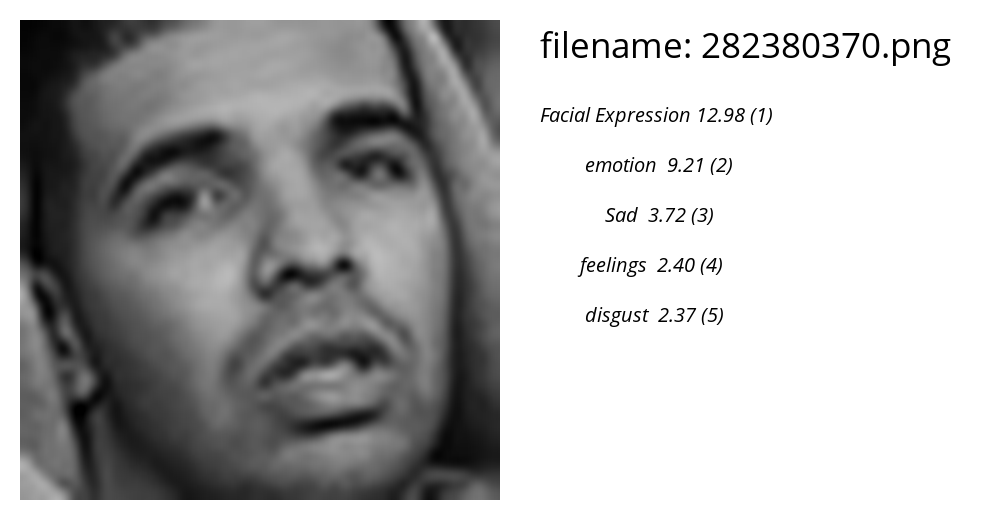 filename: 282380370.png
Facial Expression 12.98 (1)
emotion 9.21 (2)
Sad 3.72 (3)
feelings 2.40 (4)
disgust 2.37 (5)